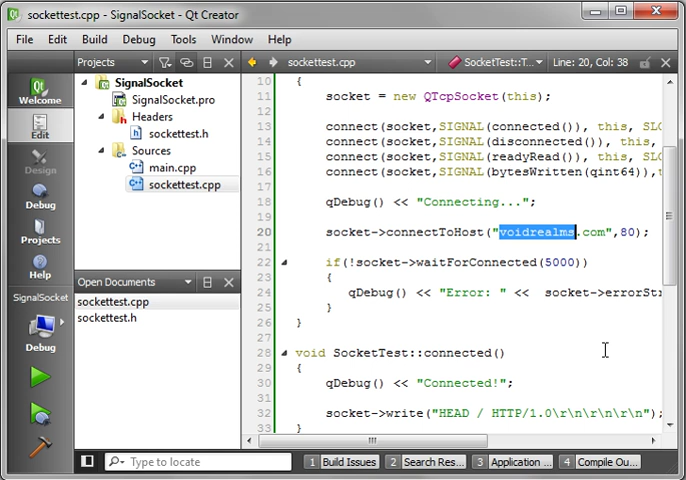 sockettest.cpp - SignalSocket - Qt Creator
File Edit Build Debug Tools Window Help
Projects
sockettest.cpp
SocketTest::T...
Line: 20, Col: 38
Welcome
Edit
Design
Debug
Projects
Help
SignalSocket
Debug
SignalSocket
SignalSocket.pro
Headers
sockettest.h
Sources
main.cpp
sockettest.cpp
Open Documents
sockettest.cpp
sockettest.h
10 {
11 socket = new QTcpSocket(this);
12
13 connect(socket,SIGNAL(connected()), this, SLO
14 connect(socket,SIGNAL(disconnected()), this,
15 connect(socket,SIGNAL(readyRead()), this, SLO
16 connect(socket,SIGNAL(bytesWritten(qint64)),t
17
18 qDebug() << "Connecting...";
19
20 socket->connectToHost("voidrealms.com",80);
21
22 if(!socket->waitForConnected(5000))
23 {
24 qDebug() << "Error: " << socket->errorStr
25 }
26 }
27
28 void SocketTest::connected()
29 {
30 qDebug() << "Connected!";
31
32 socket->write("HEAD / HTTP/1.0\r\n\r\n\r\n");
33 }
Type to locate
1 Build Issues
2 Search Res...
3 Application ...
4 Compile Ou...